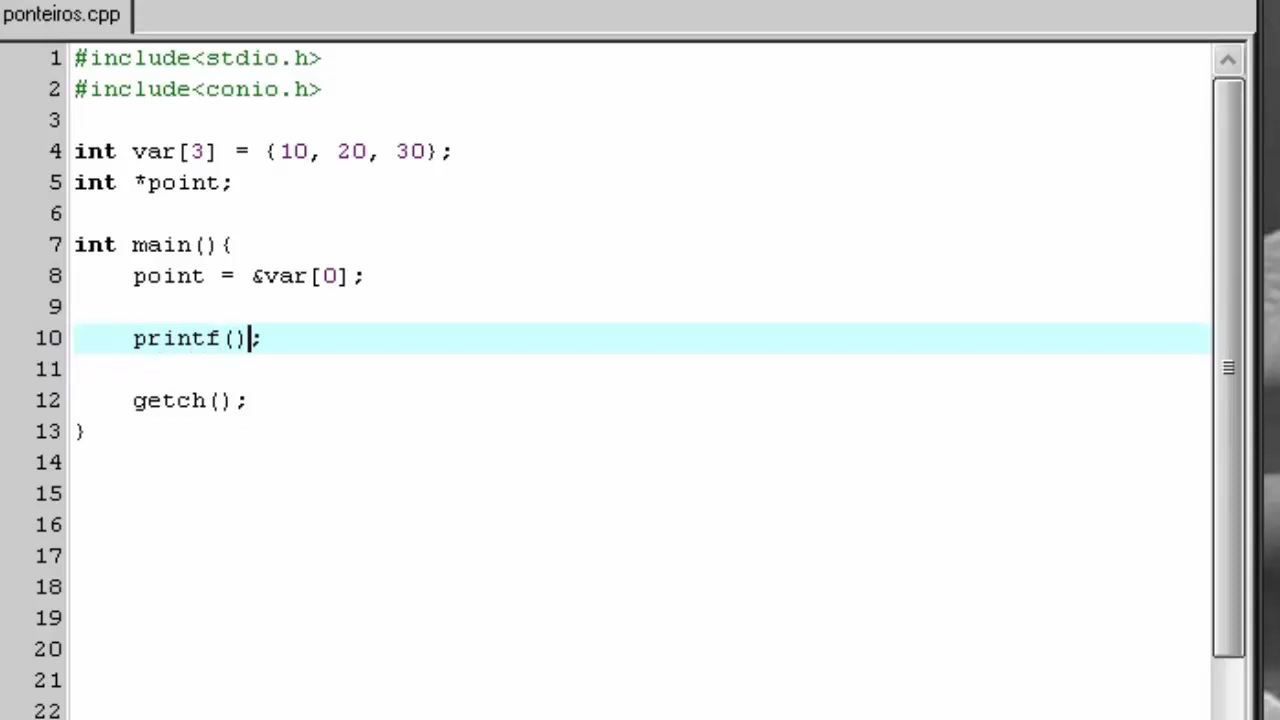 ponteiros.cpp
1 #include<stdio.h>
2 #include<conio.h>
3
4 int var[3] = {10, 20, 30};
5 int *point;
6
7 int main(){
8 point = &var[0];
9
10 printf();
11
12 getch();
13 }
14
15
16
17
18
19
20
21
22